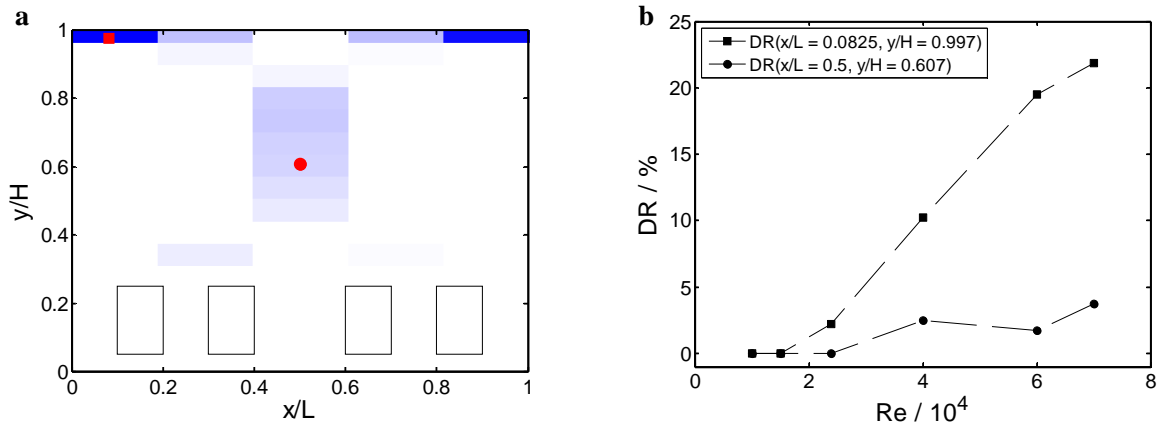 a
1
0.8
0.6
0.4
0.2
0
y/H
0 0.2 0.4 0.6 0.8 1
x/L
b
25
20
15
10
5
0
DR / %
DR(x/L = 0.0825, y/H = 0.997)
DR(x/L = 0.5, y/H = 0.607)
0 2 4 6 8
Re / 10⁴